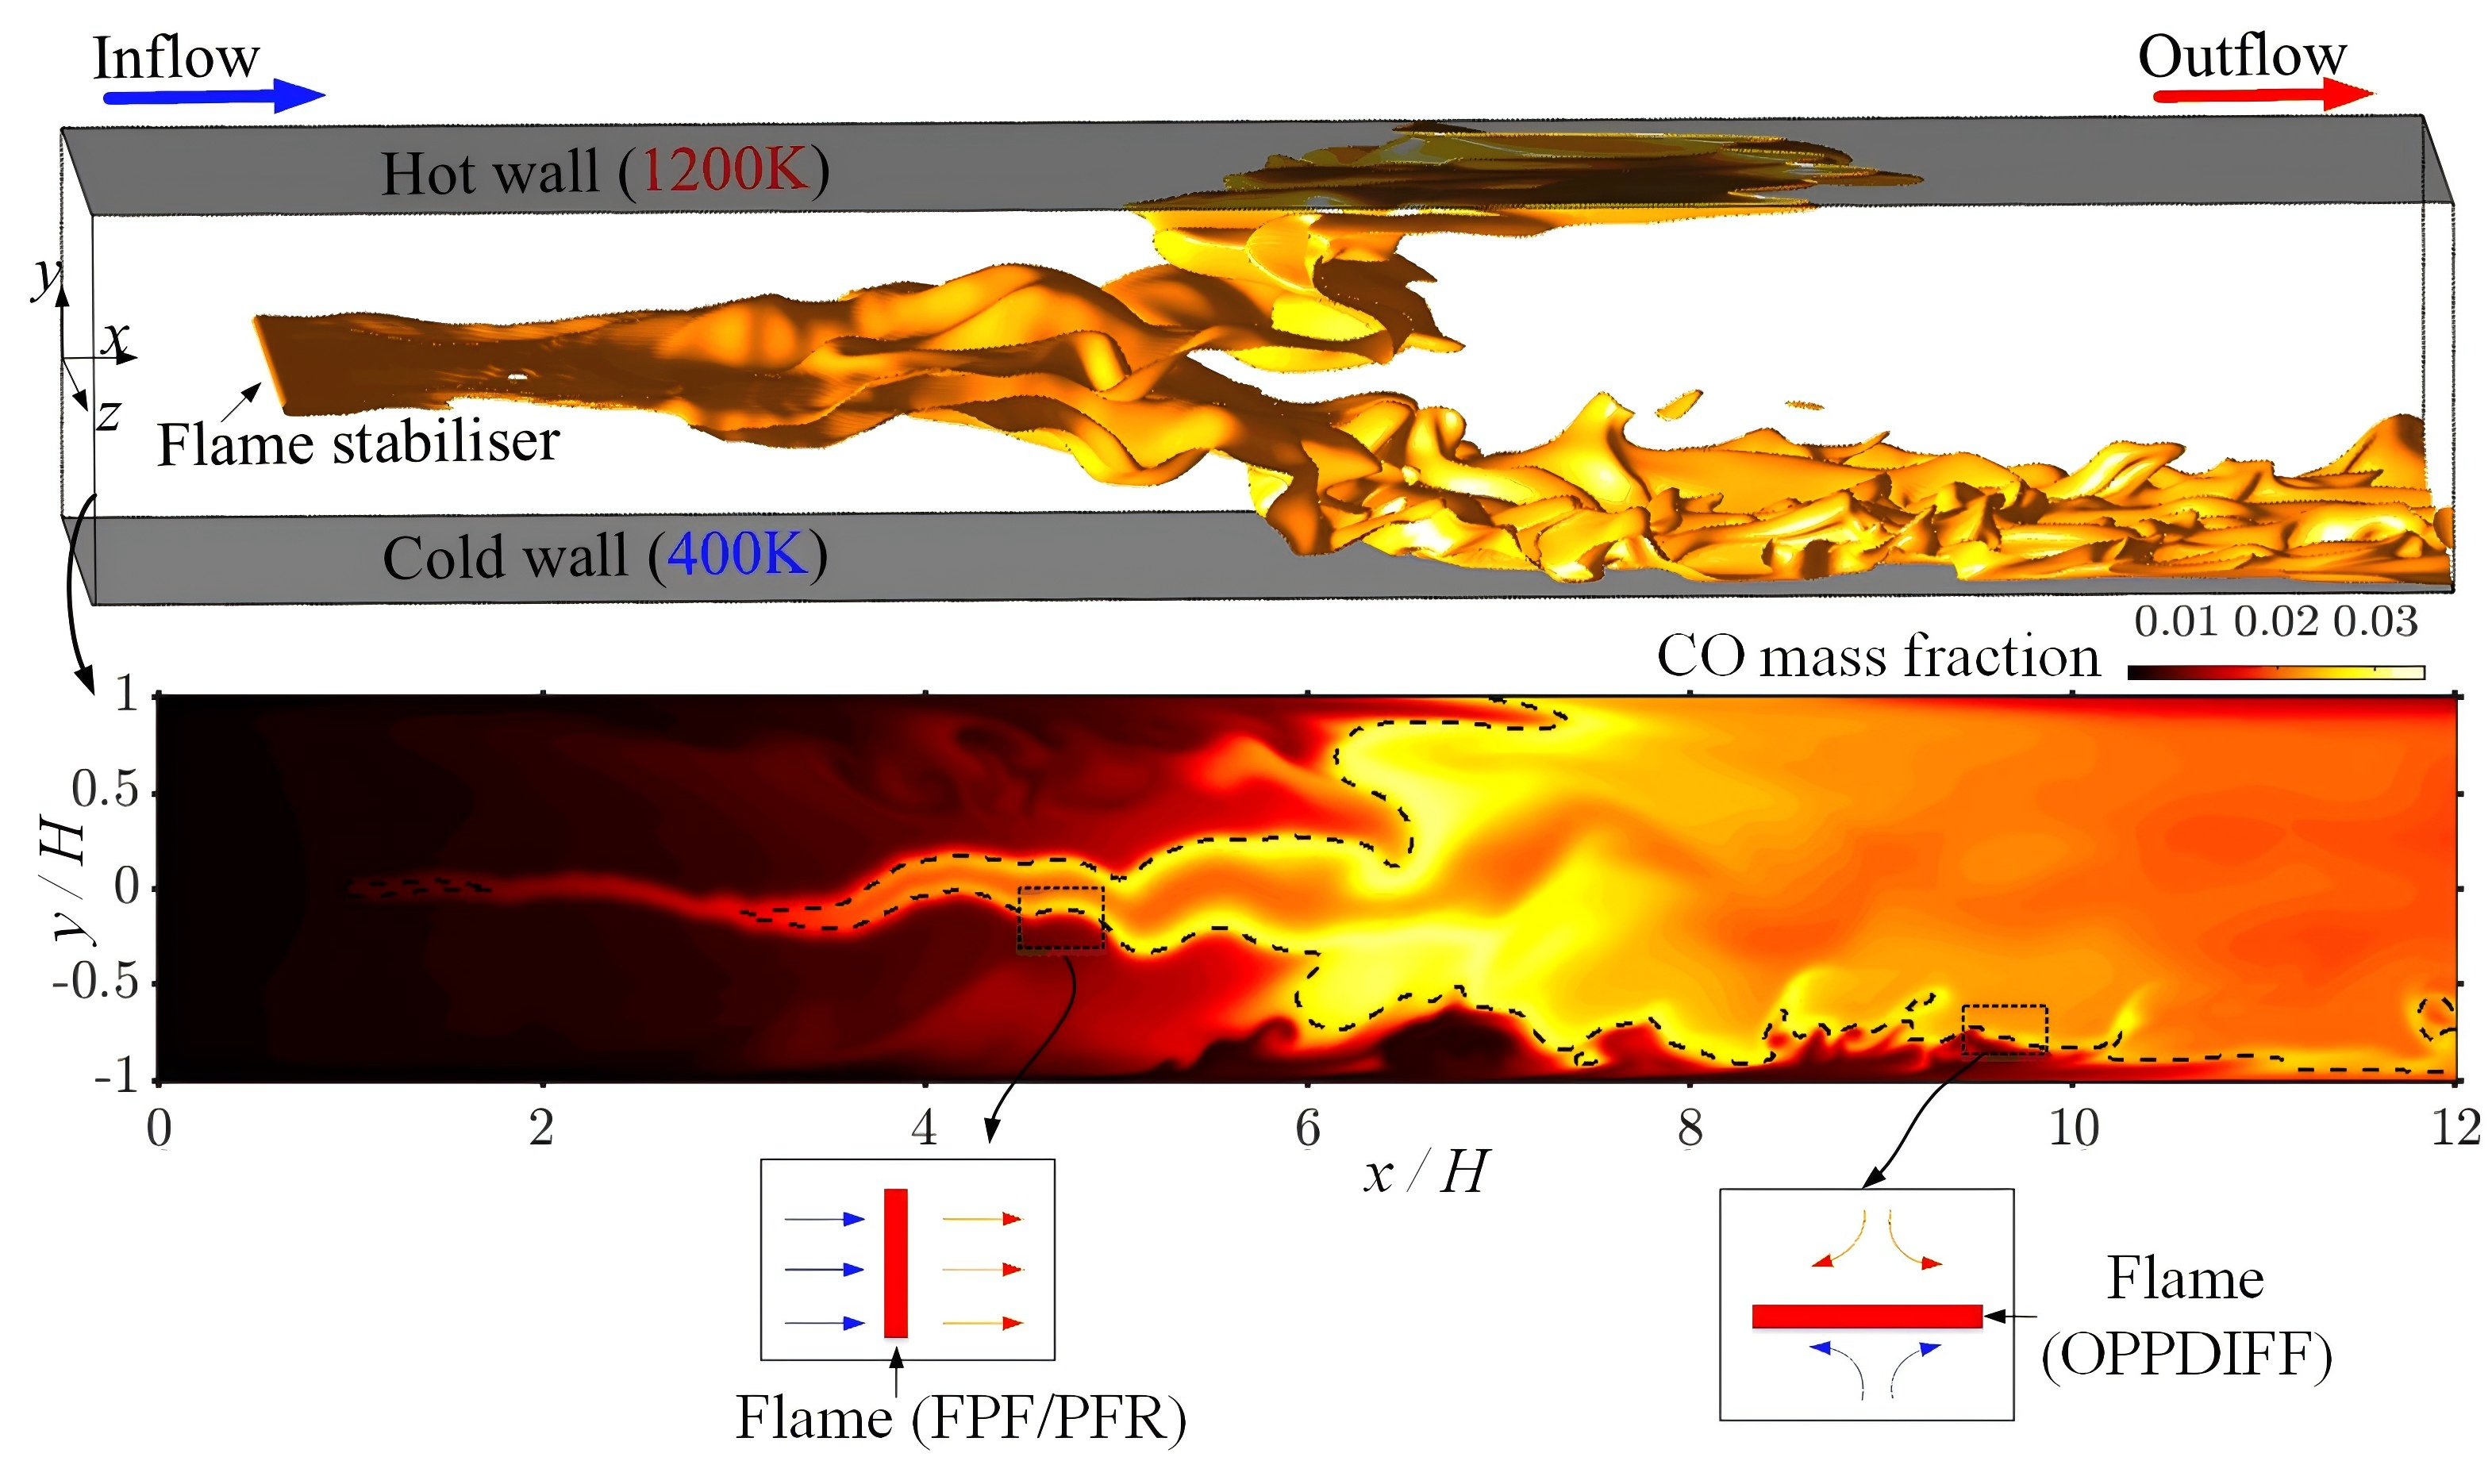 Inflow
Outflow
Hot wall (1200K)
y
x
z
Flame stabiliser
Cold wall (400K)
0.01 0.02 0.03
CO mass fraction
1
0.5
0
-0.5
-1
y / H
0 2 4 6 8 10 12
x / H
Flame (FPF/PFR)
Flame
(OPPDIFF)